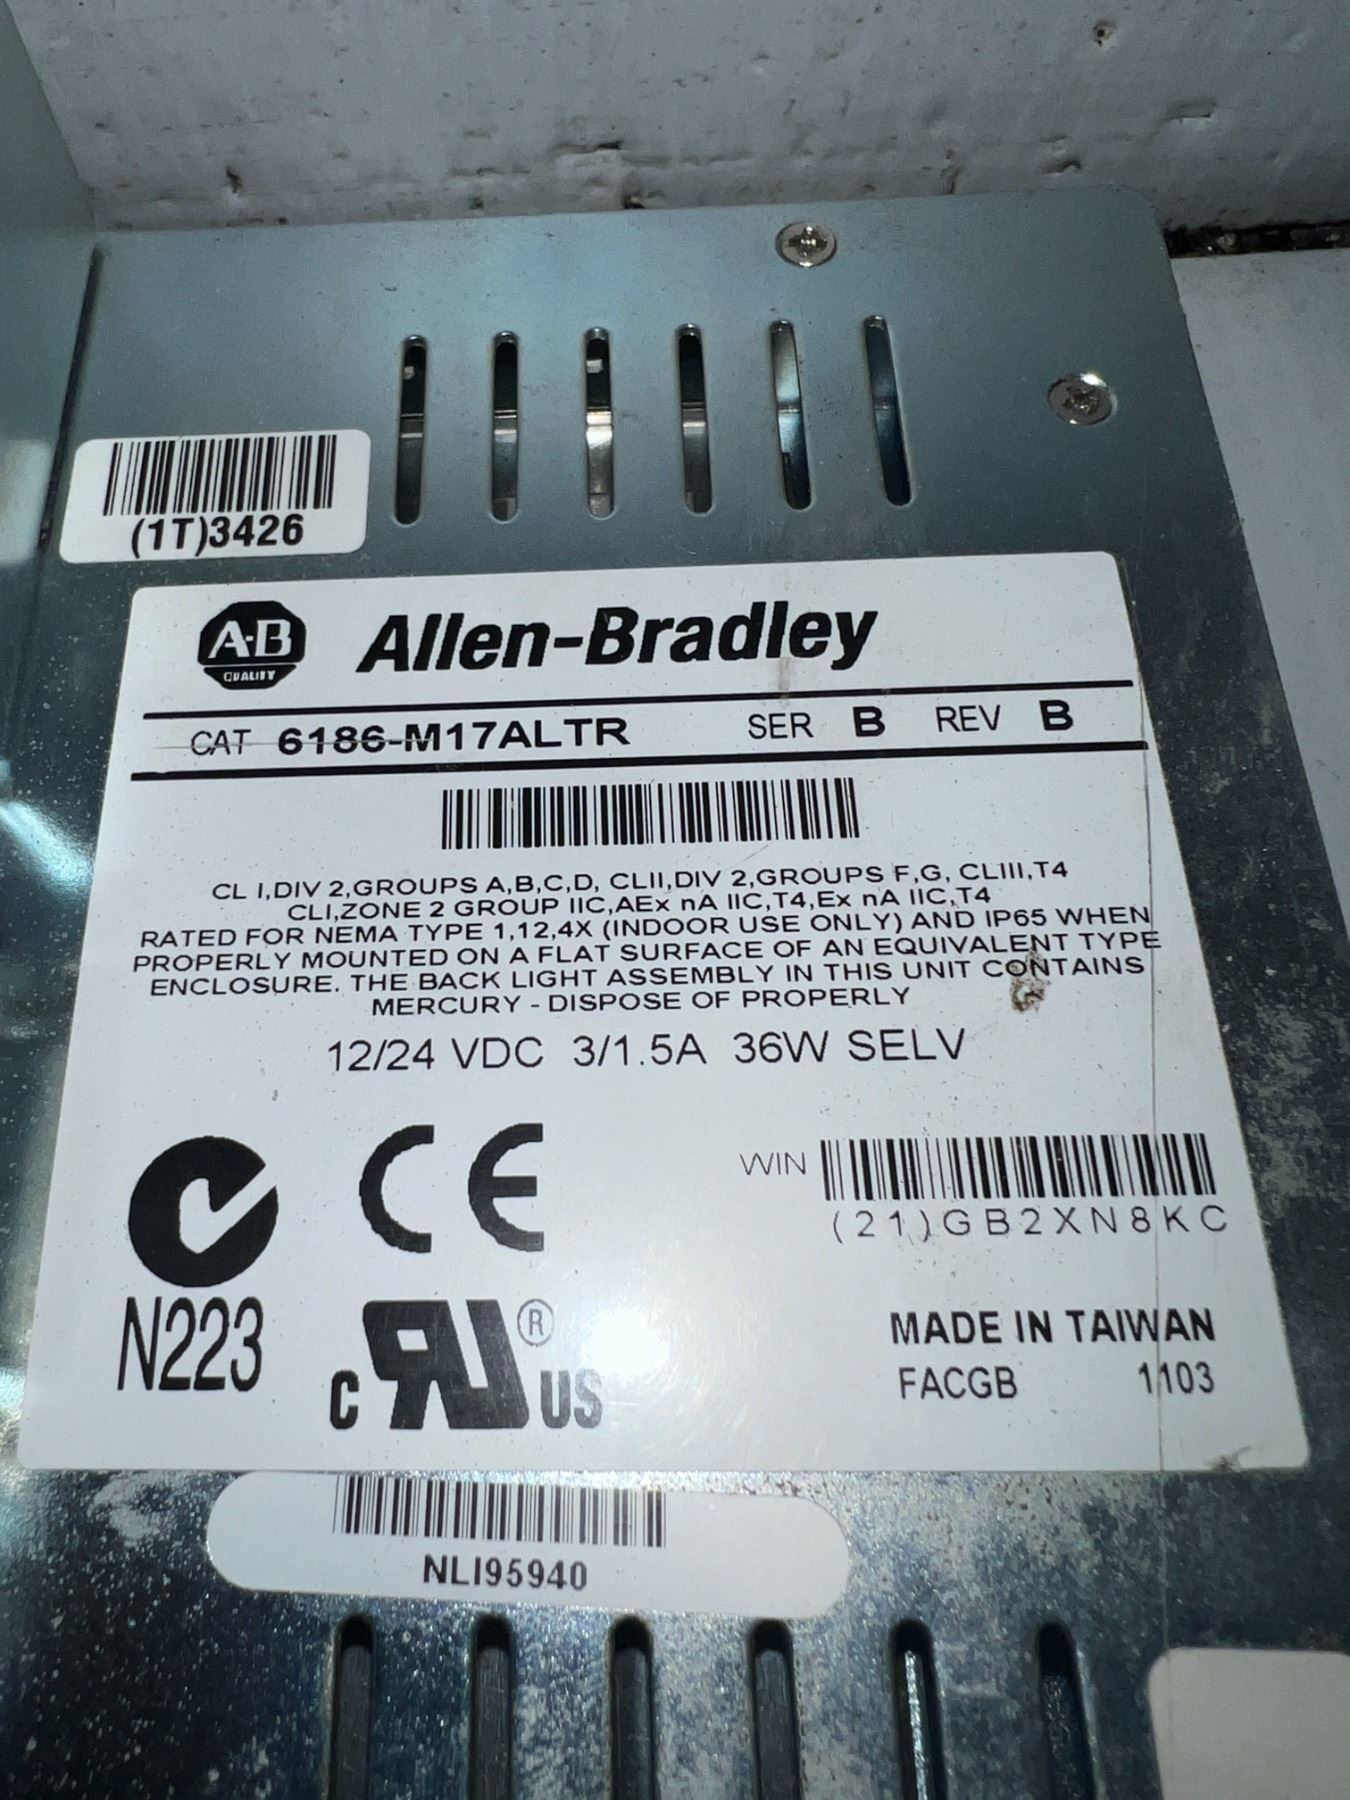 (1T)3426
A-B QUALITY Allen-Bradley
CAT 6186-M17ALTR SER B REV B
CL I,DIV 2,GROUPS A,B,C,D, CLII,DIV 2,GROUPS F,G, CLIII,T4
CLI,ZONE 2 GROUP IIC,AEx nA IIC,T4,Ex nA IIC,T4
RATED FOR NEMA TYPE 1,12,4X (INDOOR USE ONLY) AND IP65 WHEN
PROPERLY MOUNTED ON A FLAT SURFACE OF AN EQUIVALENT TYPE
ENCLOSURE. THE BACK LIGHT ASSEMBLY IN THIS UNIT CONTAINS
MERCURY - DISPOSE OF PROPERLY
12/24 VDC 3/1.5A 36W SELV
CE
WIN
(21)GB2XN8KC
N223
C RU® US
MADE IN TAIWAN
FACGB 1103
NLI95940